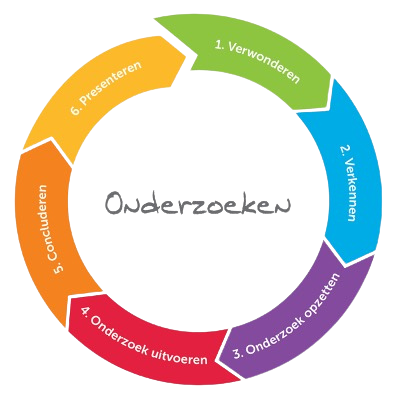 1. Verwonderen
2. Verkennen
3. Onderzoek opzetten
4. Onderzoek uitvoeren
5. Concluderen
6. Presenteren
Onderzoeken